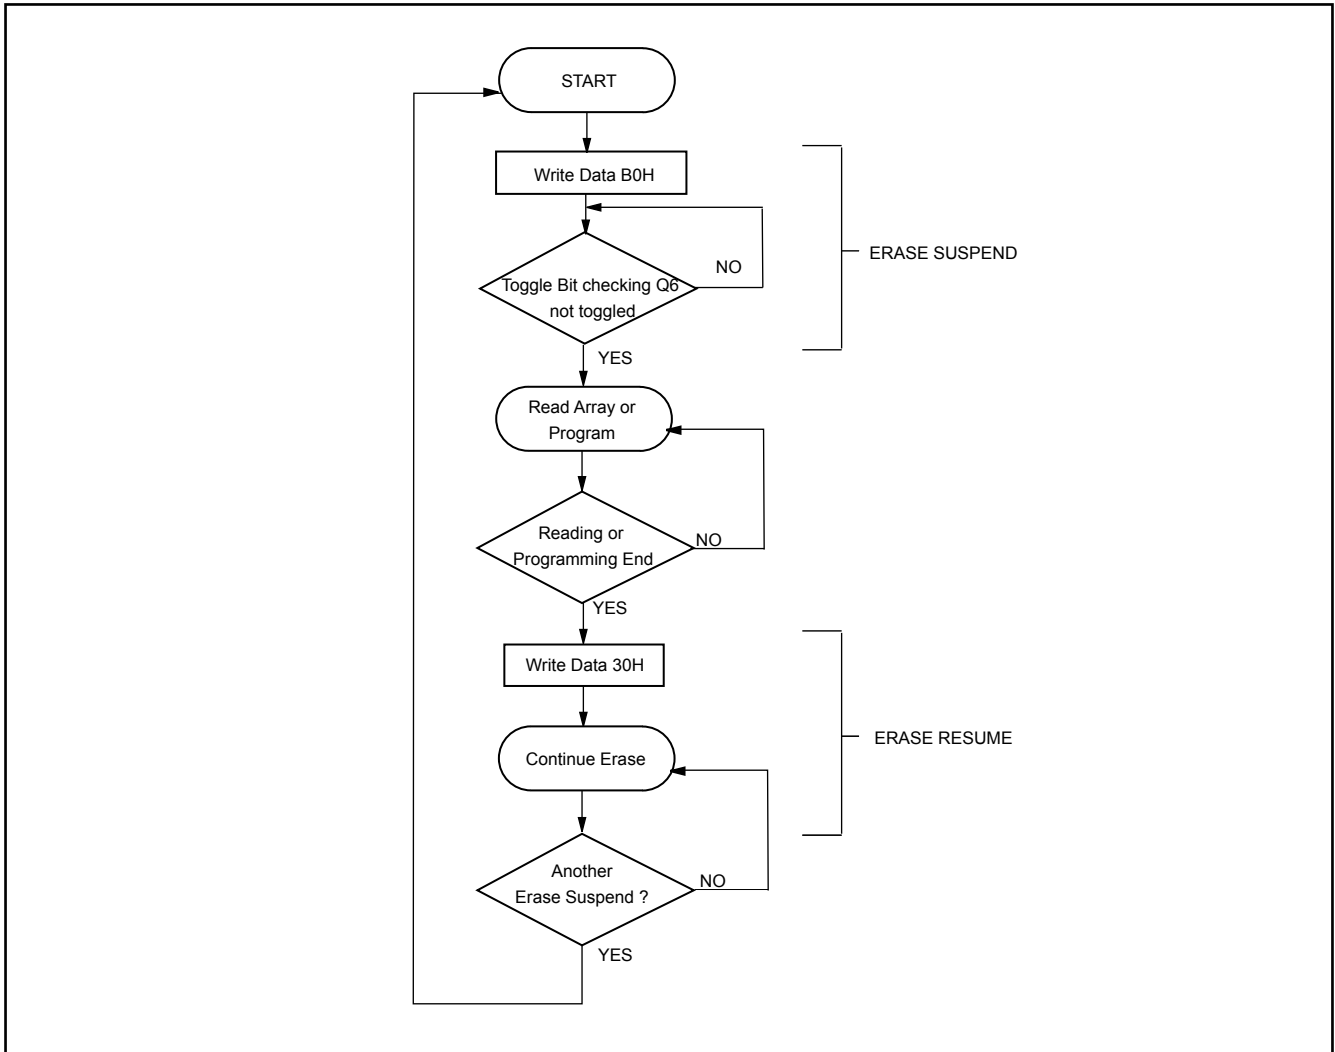 START
Write Data B0H
NO
ERASE SUSPEND
Toggle Bit checking Q6
not toggled
YES
Read Array or
Program
Reading or
Programming End
NO
YES
Write Data 30H
ERASE RESUME
Continue Erase
Another
Erase Suspend ?
NO
YES